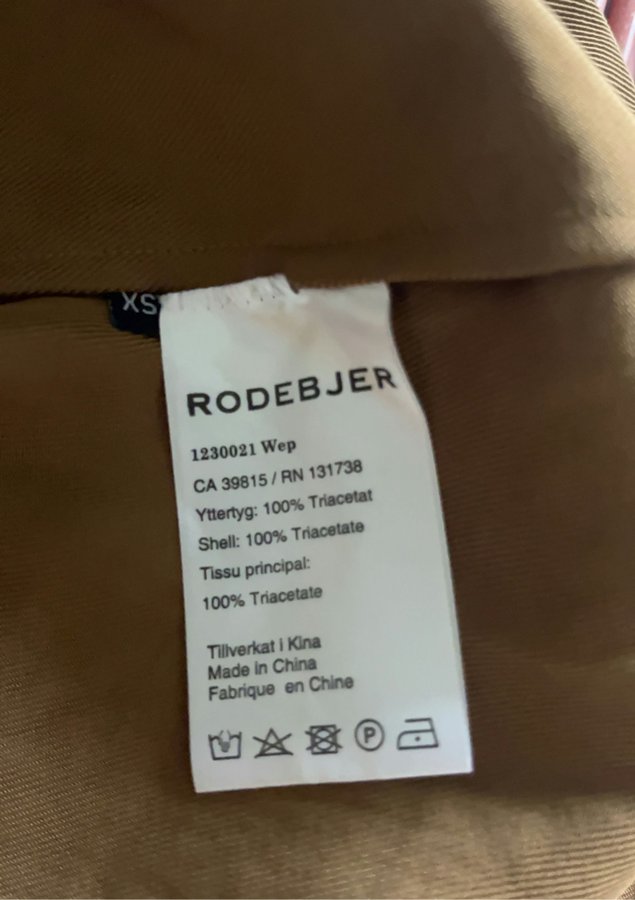 XS
RODEBJER
1230021 Wep
CA 39815 / RN 131738
Yttertyg: 100% Triacetat
Shell: 100% Triacetate
Tissu principal:
100% Triacetate
Tillverkat i Kina
Made in China
Fabrique en Chine
P